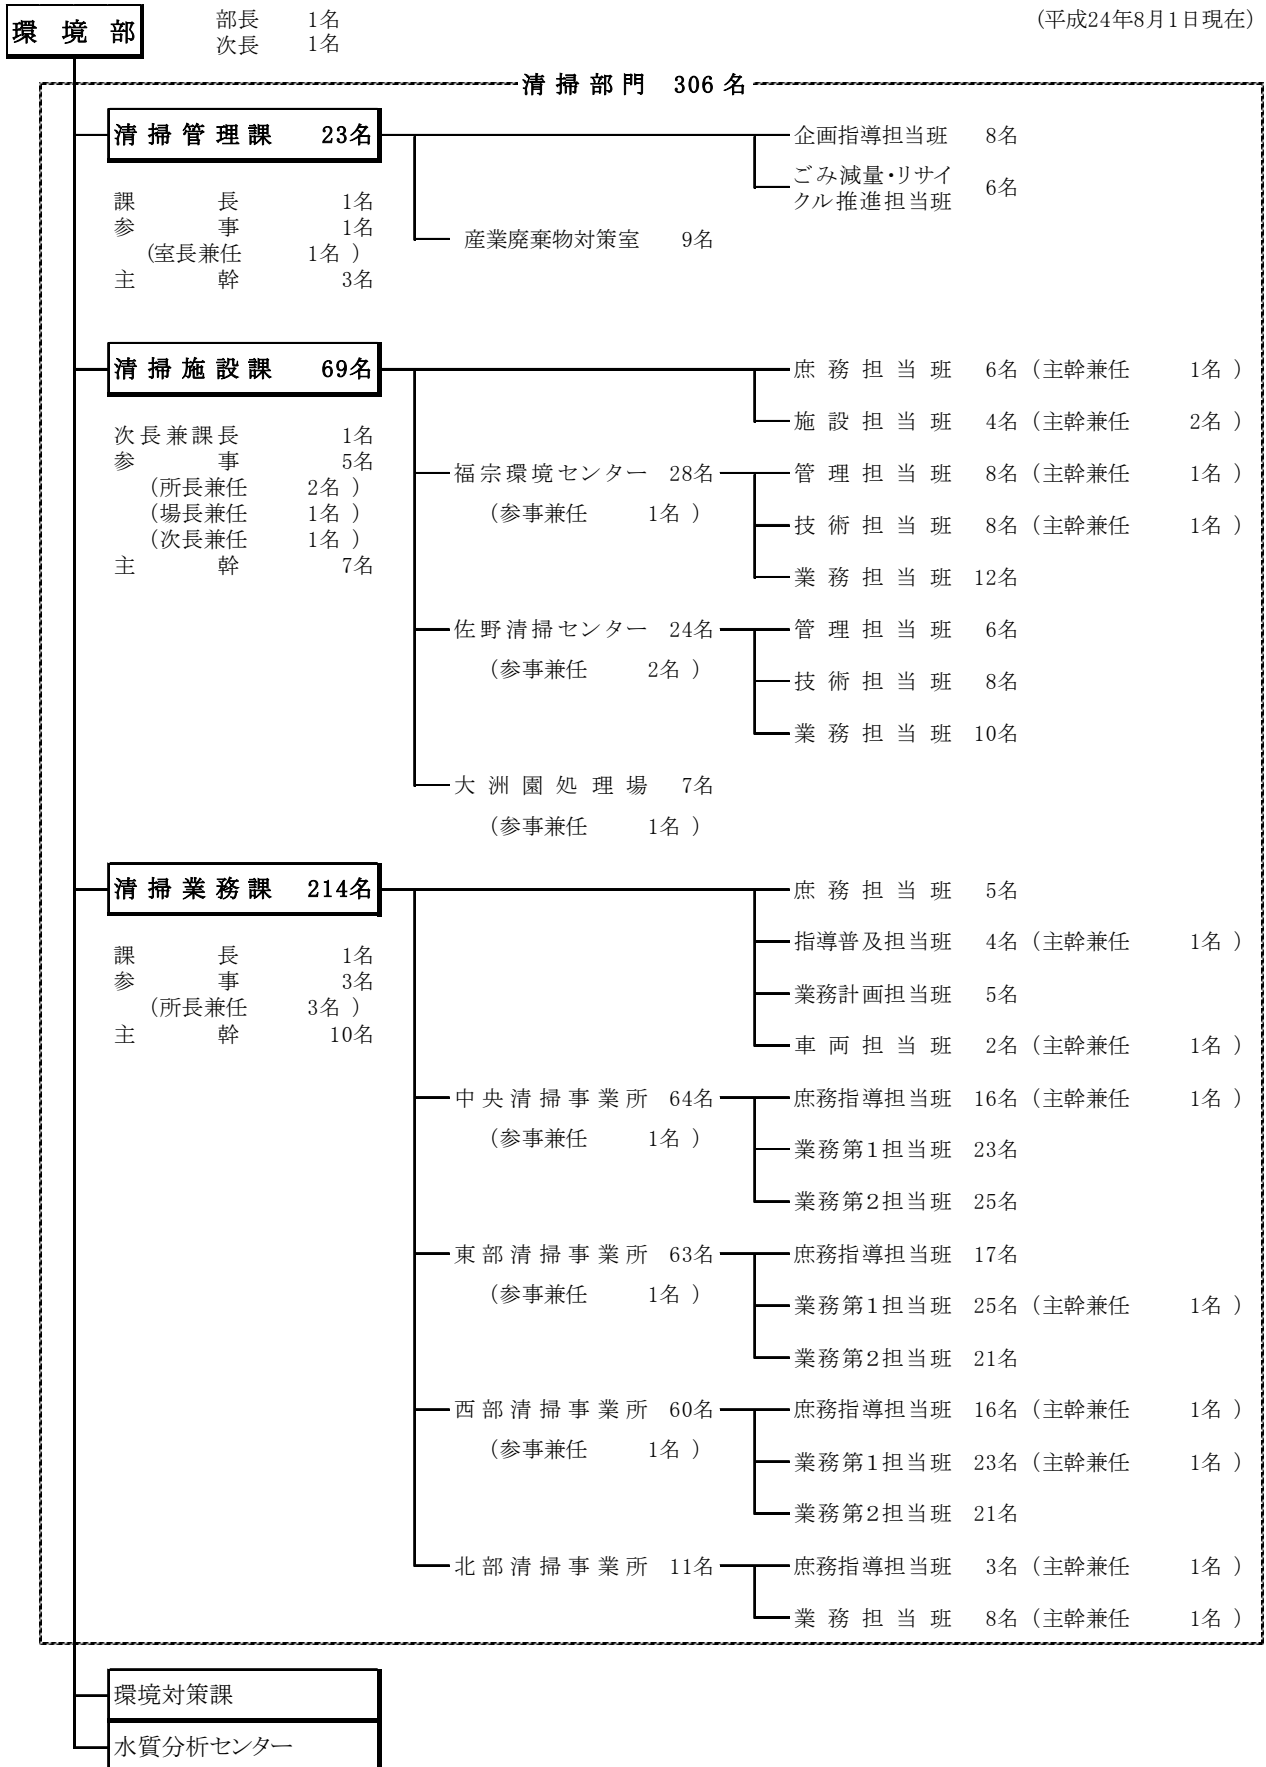 環境部
部長 1名
次長 1名
(平成24年8月1日現在)
清掃部門 306名
清掃管理課 23名
課長 1名
参事 1名
(室長兼任 1名)
主幹 3名
企画指導担当班 8名
ごみ減量・リサイ
クル推進担当班 6名
産業廃棄物対策室 9名
清掃施設課 69名
次長兼課長 1名
参事 5名
(所長兼任 2名)
(場長兼任 1名)
(次長兼任 1名)
主幹 7名
庶務担当班 6名(主幹兼任 1名)
施設担当班 4名(主幹兼任 2名)
福宗環境センター 28名
(参事兼任 1名)
管理担当班 8名(主幹兼任 1名)
技術担当班 8名(主幹兼任 1名)
業務担当班 12名
佐野清掃センター 24名
(参事兼任 2名)
管理担当班 6名
技術担当班 8名
業務担当班 10名
大洲園処理場 7名
(参事兼任 1名)
清掃業務課 214名
課長 1名
参事 3名
(所長兼任 3名)
主幹 10名
庶務担当班 5名
指導普及担当班 4名(主幹兼任 1名)
業務計画担当班 5名
車両担当班 2名(主幹兼任 1名)
中央清掃事業所 64名
(参事兼任 1名)
庶務指導担当班 16名(主幹兼任 1名)
業務第1担当班 23名
業務第2担当班 25名
東部清掃事業所 63名
(参事兼任 1名)
庶務指導担当班 17名
業務第1担当班 25名(主幹兼任 1名)
業務第2担当班 21名
西部清掃事業所 60名
(参事兼任 1名)
庶務指導担当班 16名(主幹兼任 1名)
業務第1担当班 23名(主幹兼任 1名)
業務第2担当班 21名
北部清掃事業所 11名
庶務指導担当班 3名(主幹兼任 1名)
業務担当班 8名(主幹兼任 1名)
環境対策課
水質分析センター